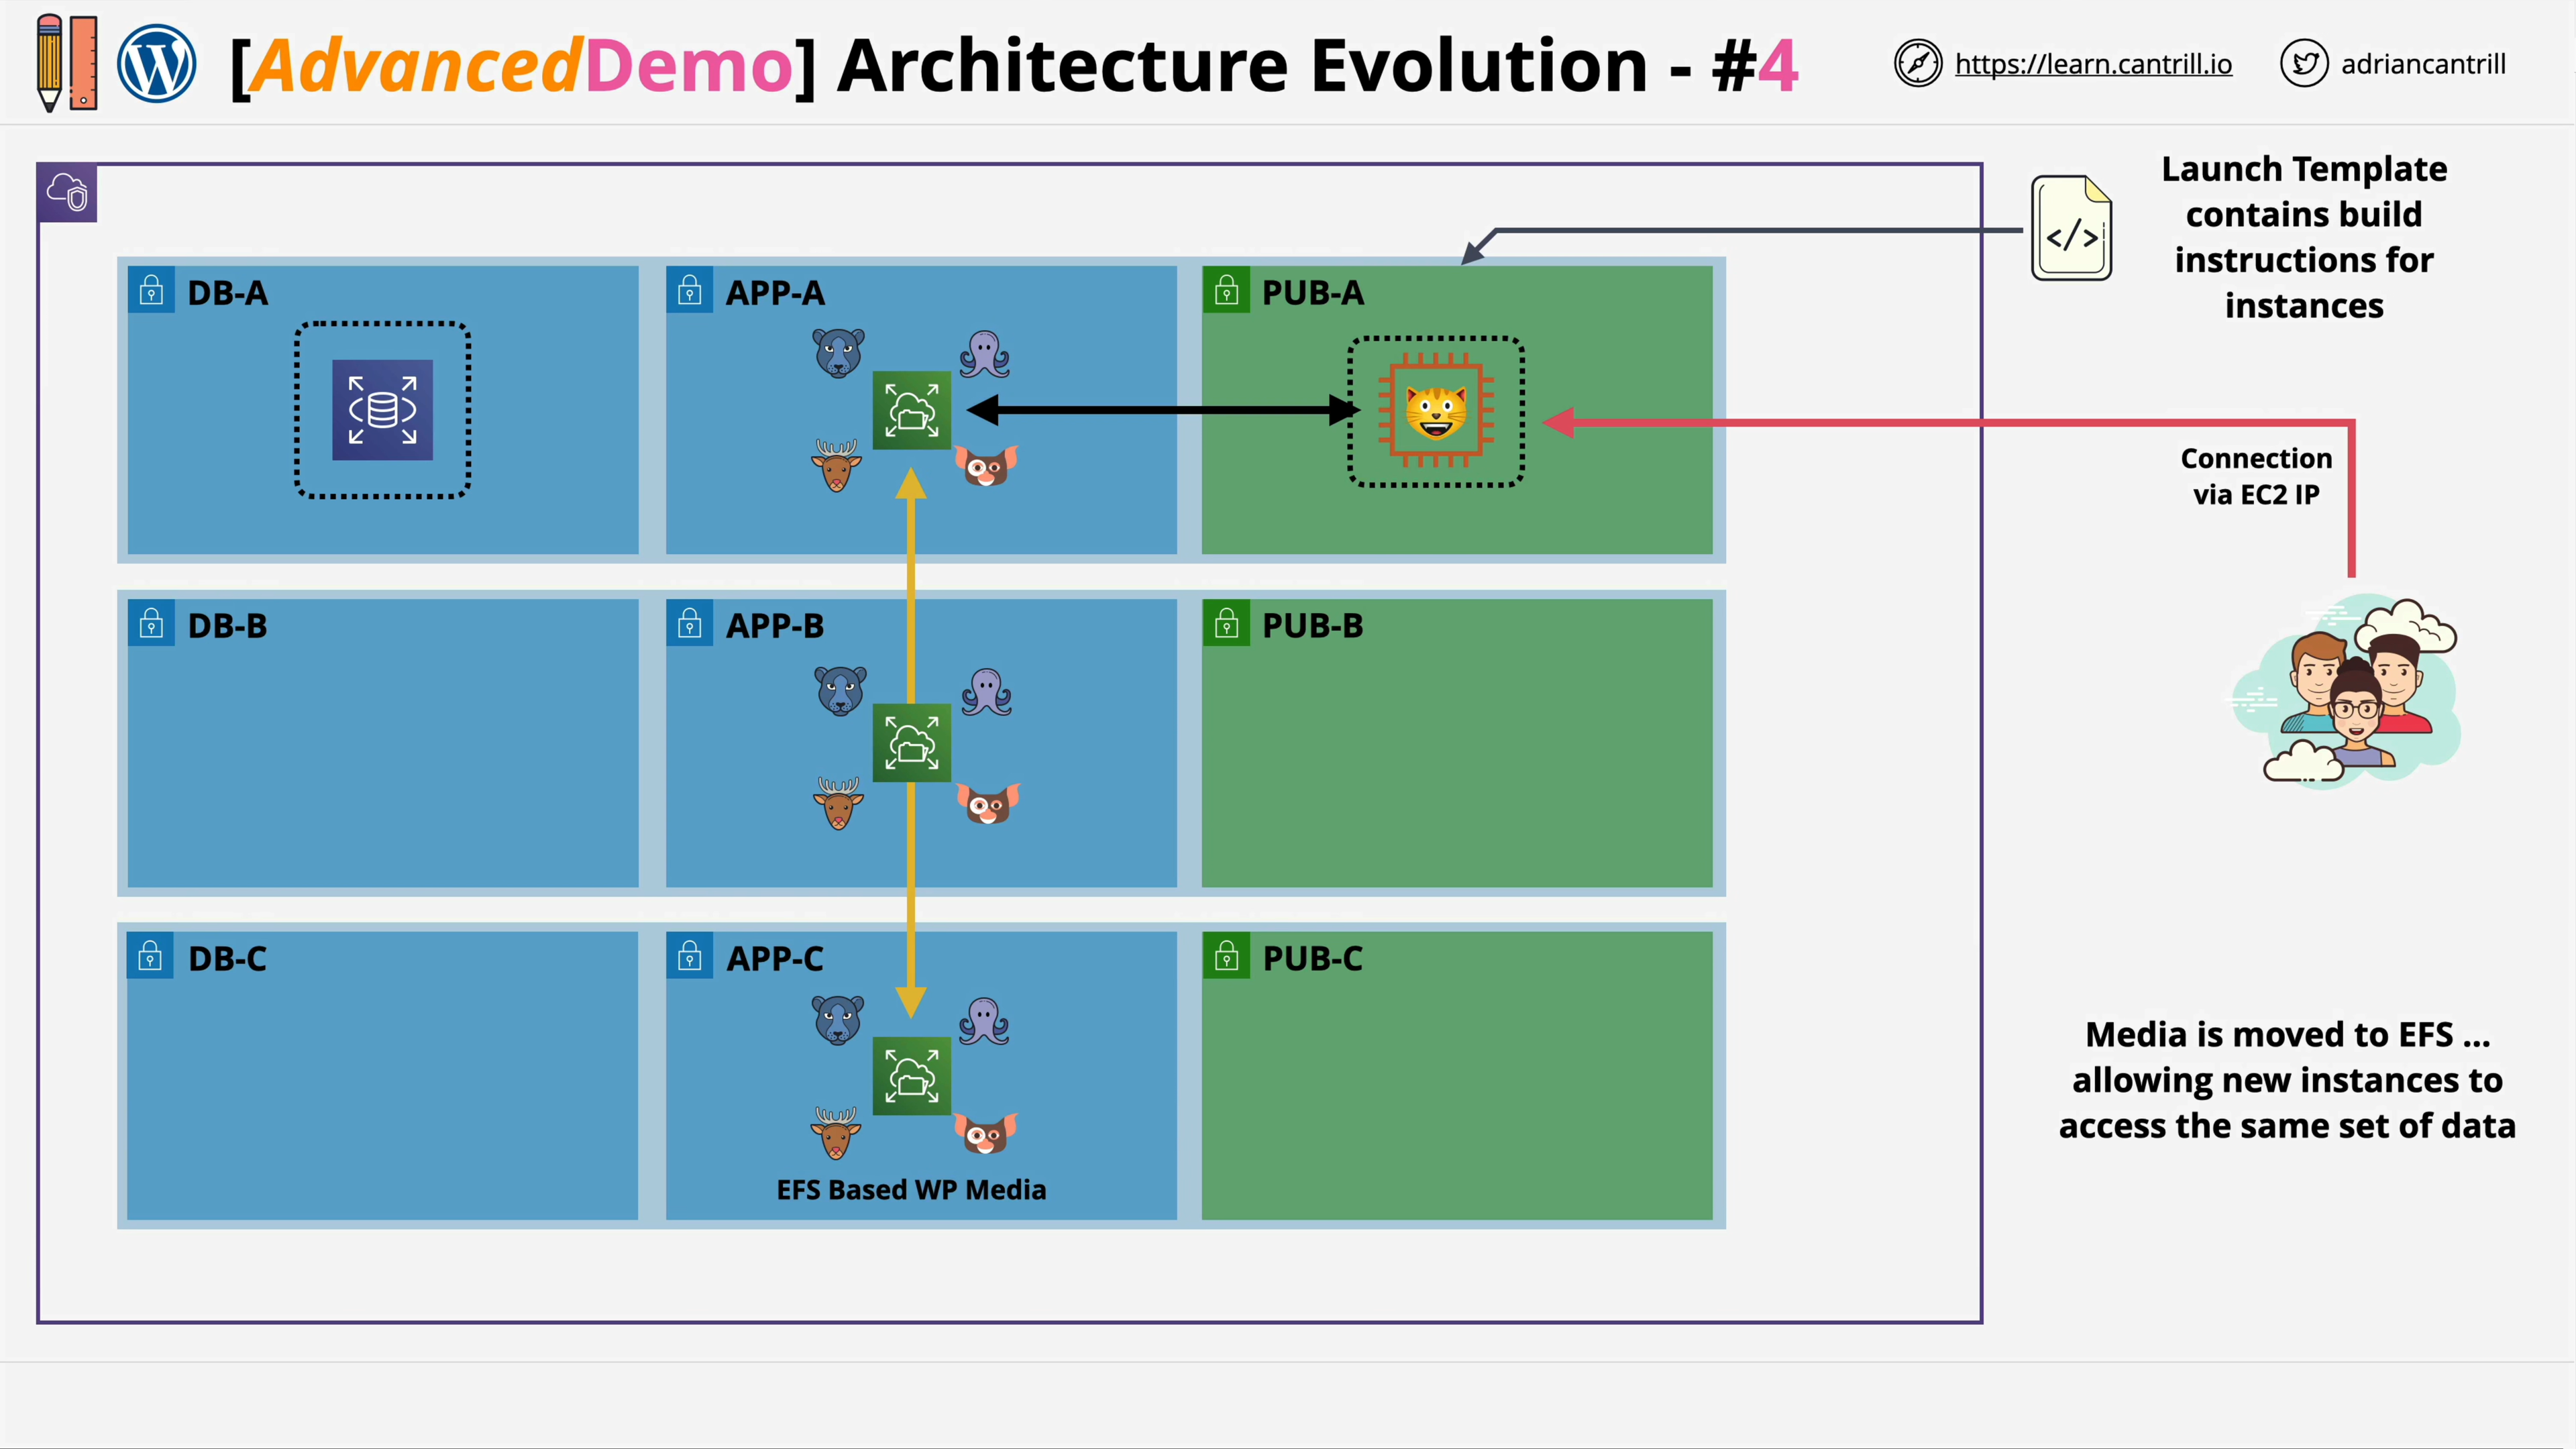 [AdvancedDemo] Architecture Evolution - #4
https://learn.cantrill.io
adriancantrill
Launch Template
contains build
instructions for
instances
</>
DB-A
APP-A
PUB-A
Connection
via EC2 IP
DB-B
APP-B
PUB-B
DB-C
APP-C
PUB-C
EFS Based WP Media
Media is moved to EFS ...
allowing new instances to
access the same set of data